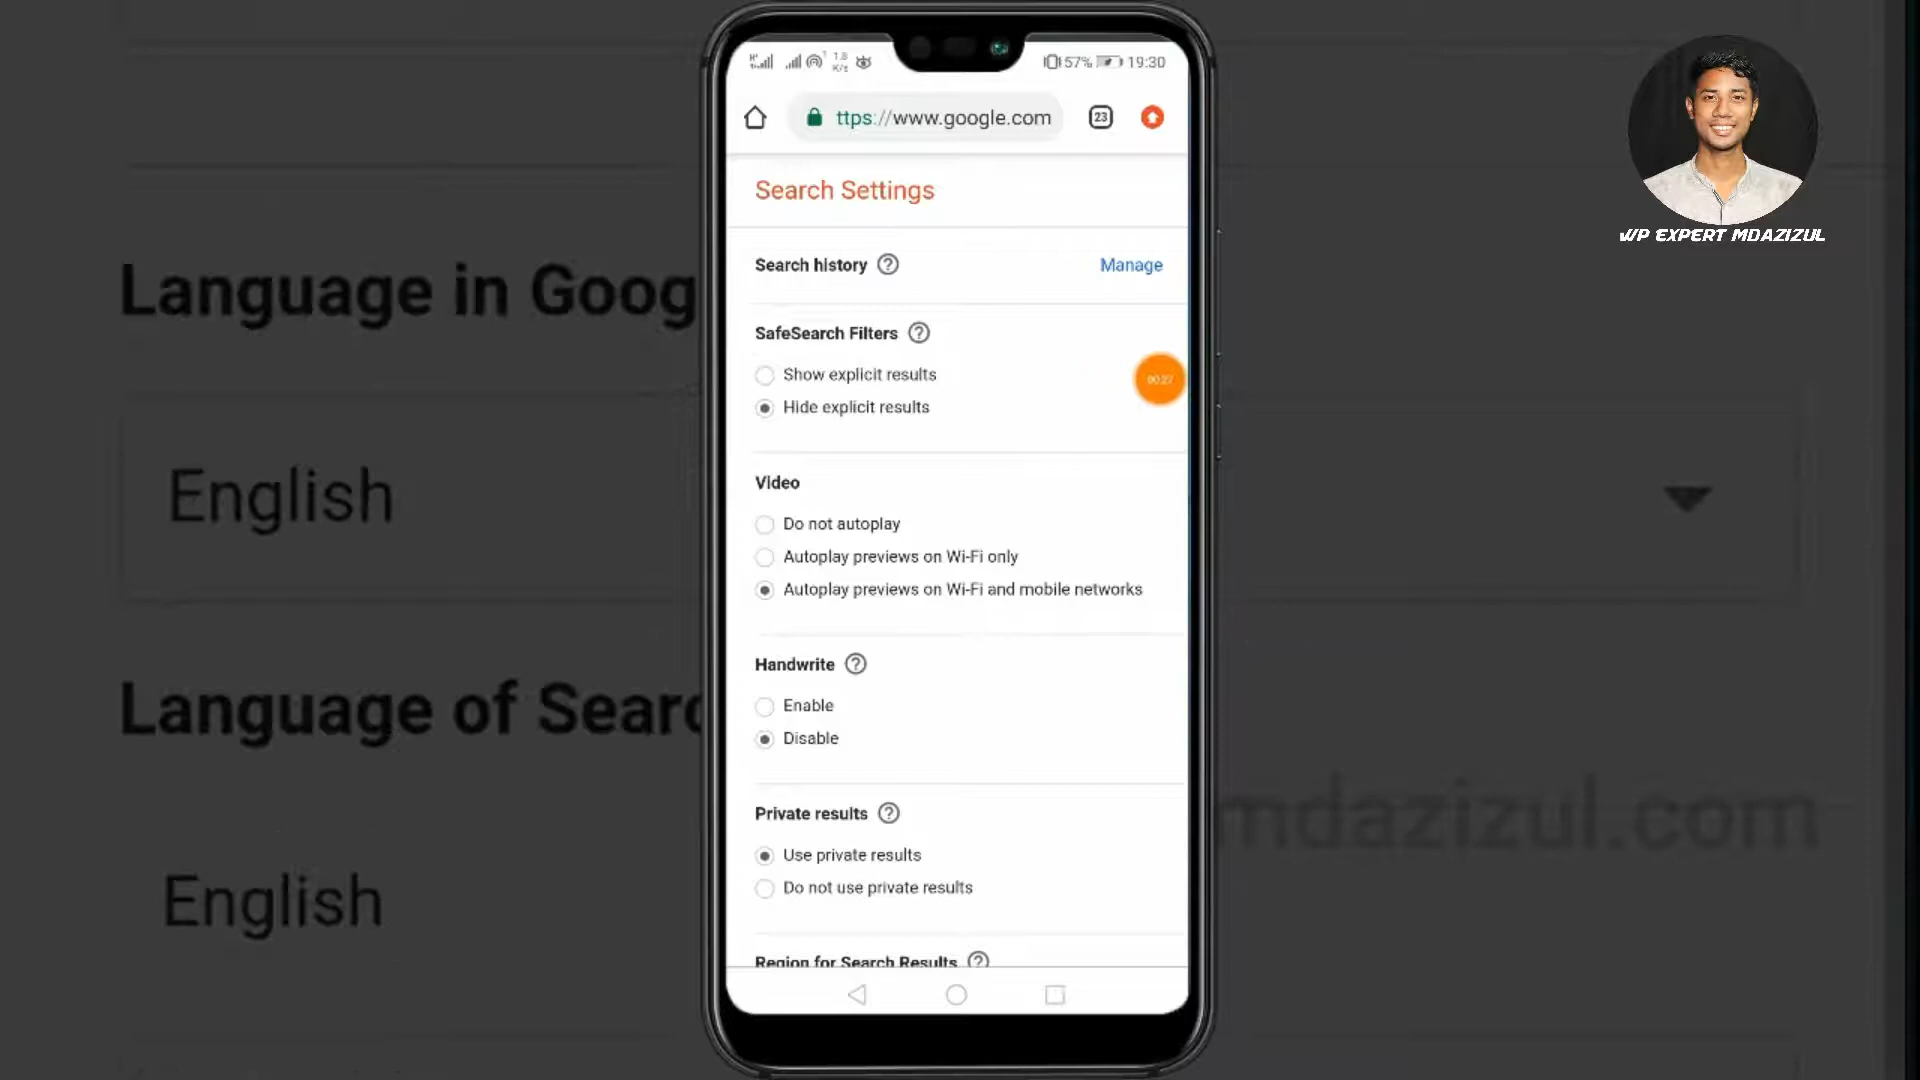 57% 19:30
ttps://www.google.com 23
Search Settings
Search history Manage
SafeSearch Filters
Show explicit results
Hide explicit results
00:27
Video
Do not autoplay
Autoplay previews on Wi-Fi only
Autoplay previews on Wi-Fi and mobile networks
Handwrite
Enable
Disable
Private results
Use private results
Do not use private results
Region for Search Results
WP EXPERT MDAZIZUL
Language in Goog
English
Language of Searc
mdazizul.com
English